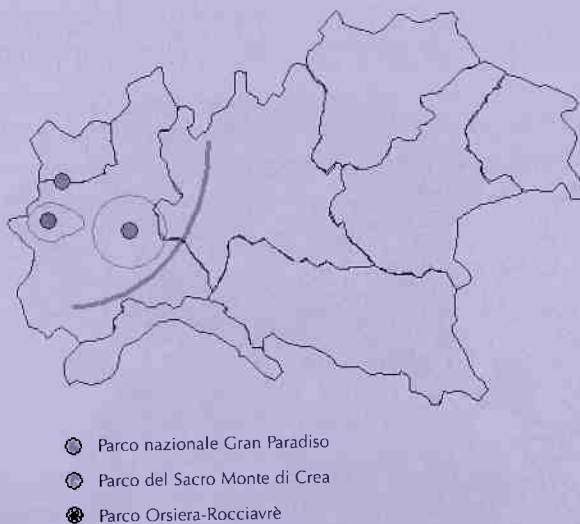 Parco nazionale Gran Paradiso
Parco del Sacro Monte di Crea
Parco Orsiera-Rocciavrè